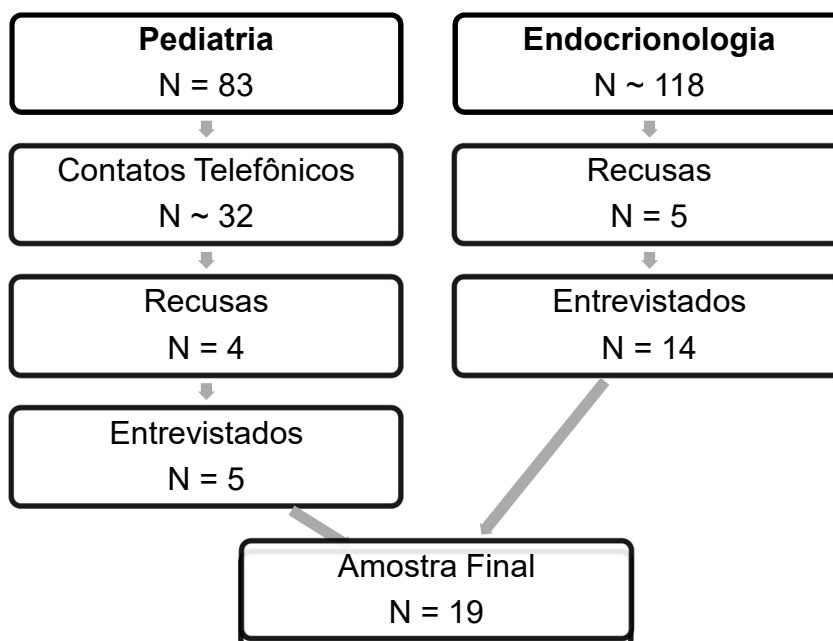 Pediatria
N = 83
Contatos Telefônicos
N ~ 32
Recusas
N = 4
Entrevistados
N = 5
Endocrionologia
N ~ 118
Recusas
N = 5
Entrevistados
N = 14
Amostra Final
N = 19